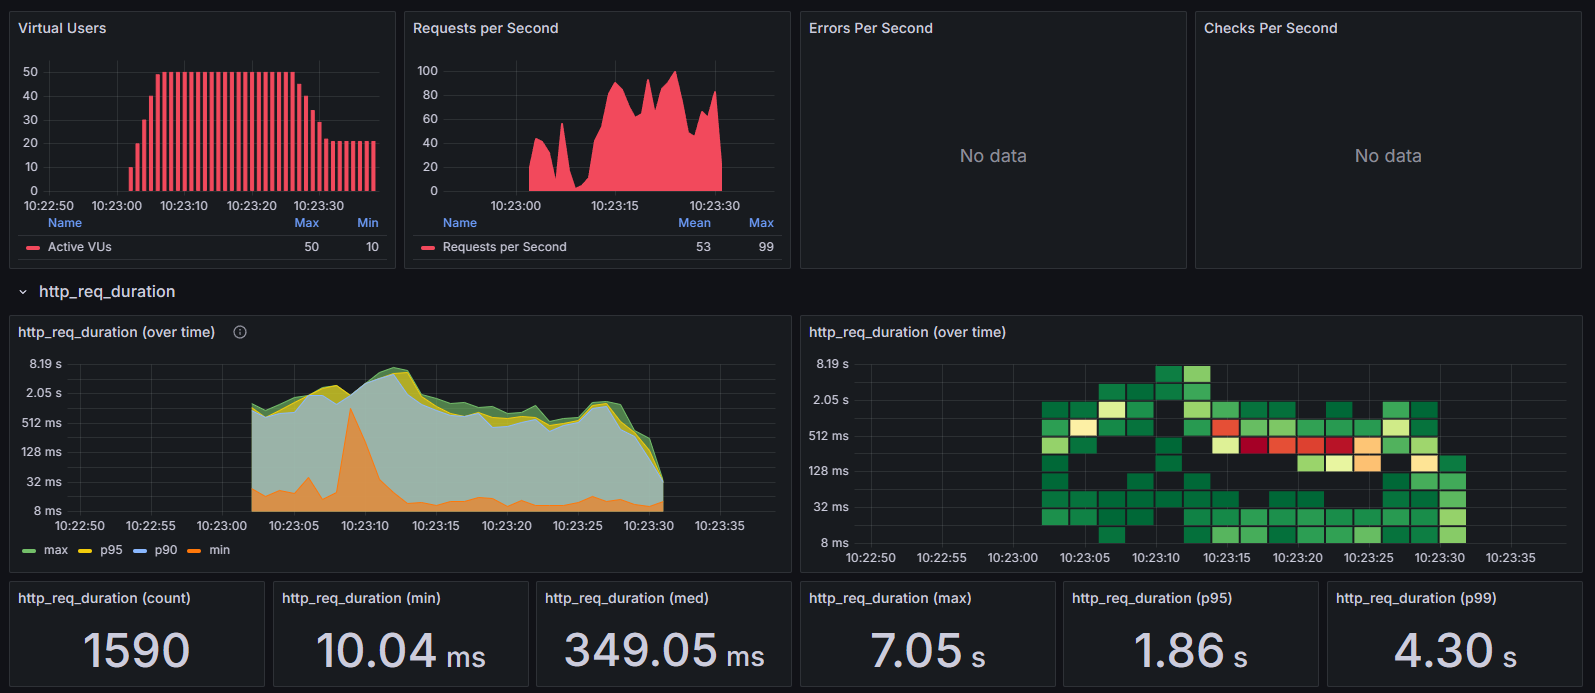 Virtual Users
50
40
30
20
10
0
10:22:50 10:23:00 10:23:10 10:23:20 10:23:30
Name Max Min
Active VUs 50 10
Requests per Second
100
80
60
40
20
0
10:23:00 10:23:15 10:23:30
Name Mean Max
Requests per Second 53 99
Errors Per Second
No data
Checks Per Second
No data
http_req_duration
http_req_duration (over time)
8.19 s
2.05 s
512 ms
128 ms
32 ms
8 ms
10:22:50 10:22:55 10:23:00 10:23:05 10:23:10 10:23:15 10:23:20 10:23:25 10:23:30 10:23:35
max p95 p90 min
http_req_duration (over time)
8.19 s
2.05 s
512 ms
128 ms
32 ms
8 ms
10:22:50 10:22:55 10:23:00 10:23:05 10:23:10 10:23:15 10:23:20 10:23:25 10:23:30 10:23:35
http_req_duration (count)
1590
http_req_duration (min)
10.04 ms
http_req_duration (med)
349.05 ms
http_req_duration (max)
7.05 s
http_req_duration (p95)
1.86 s
http_req_duration (p99)
4.30 s